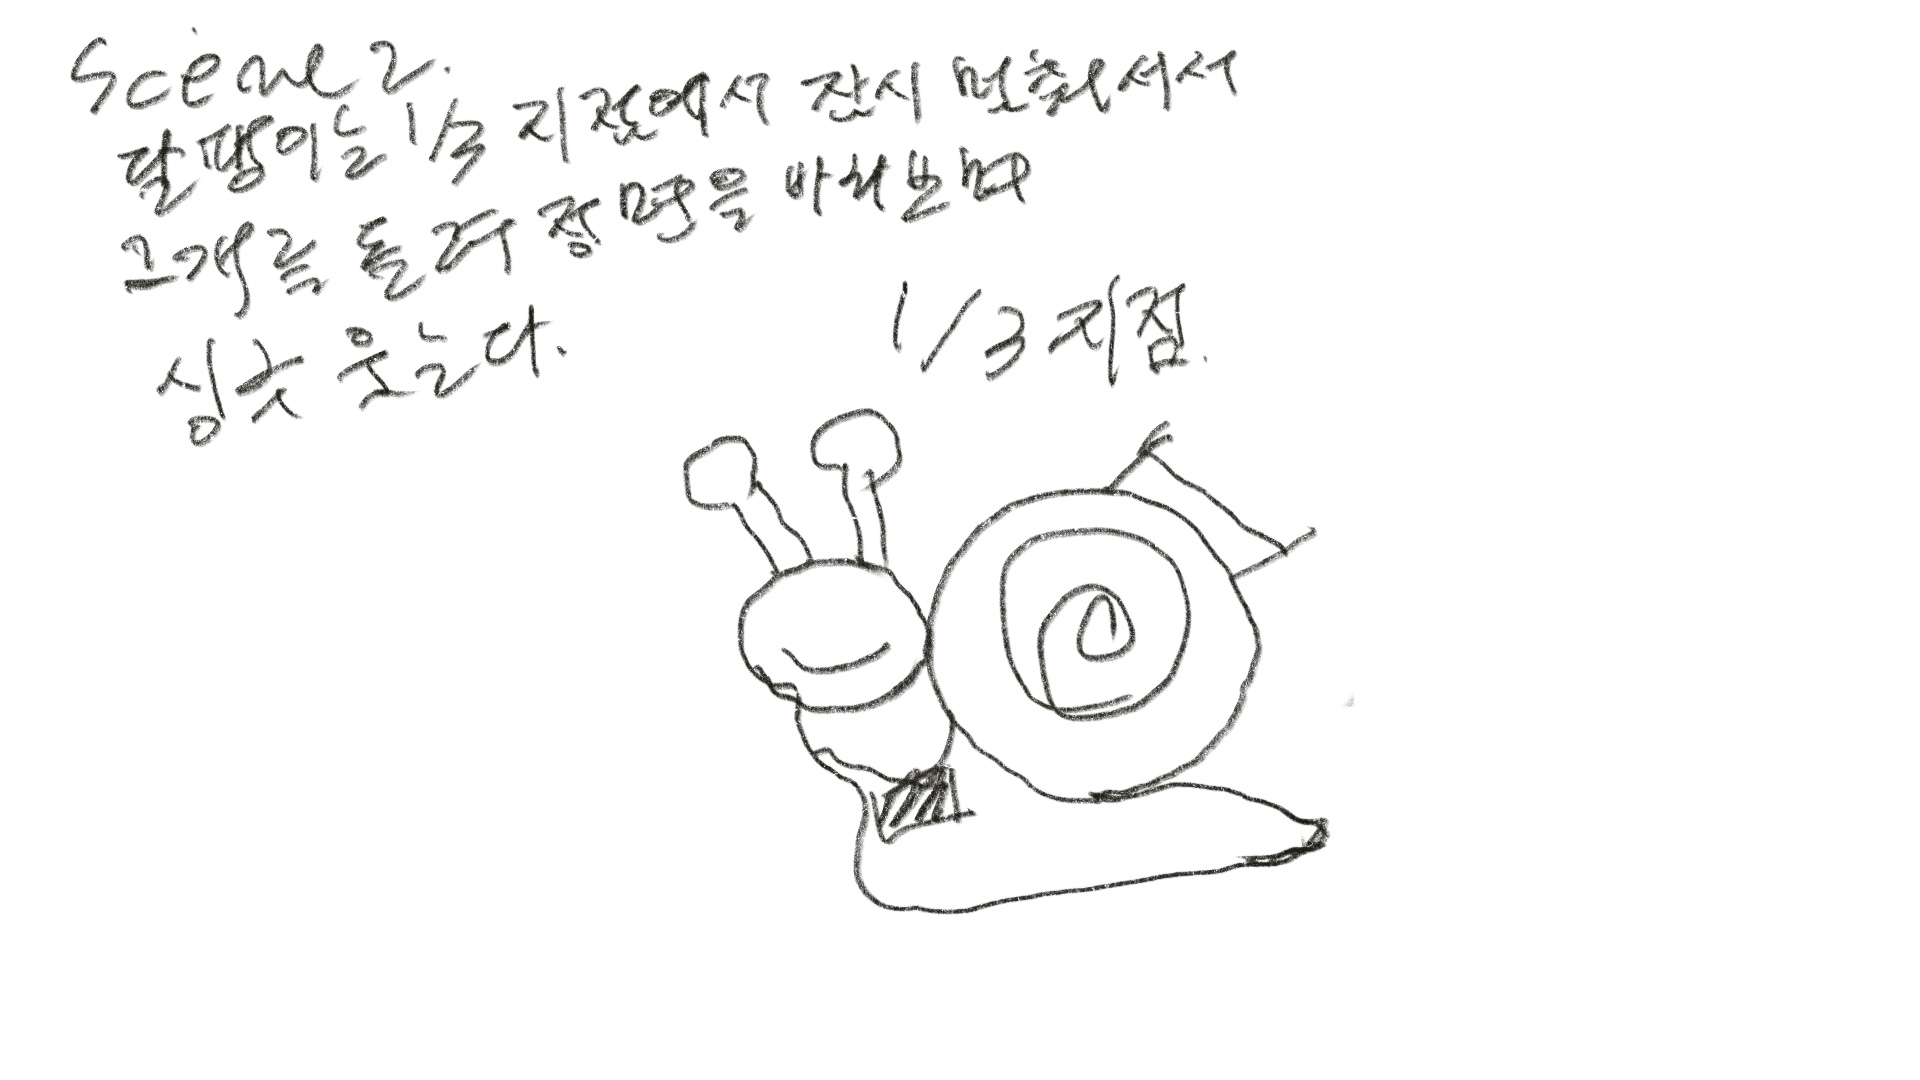 Scene 2.
달팽이는 1/3 지점에서 잠시 멈춰서서
고개를 돌려 정면을 바라보며
싱긋 웃는다.
1/3 지점.